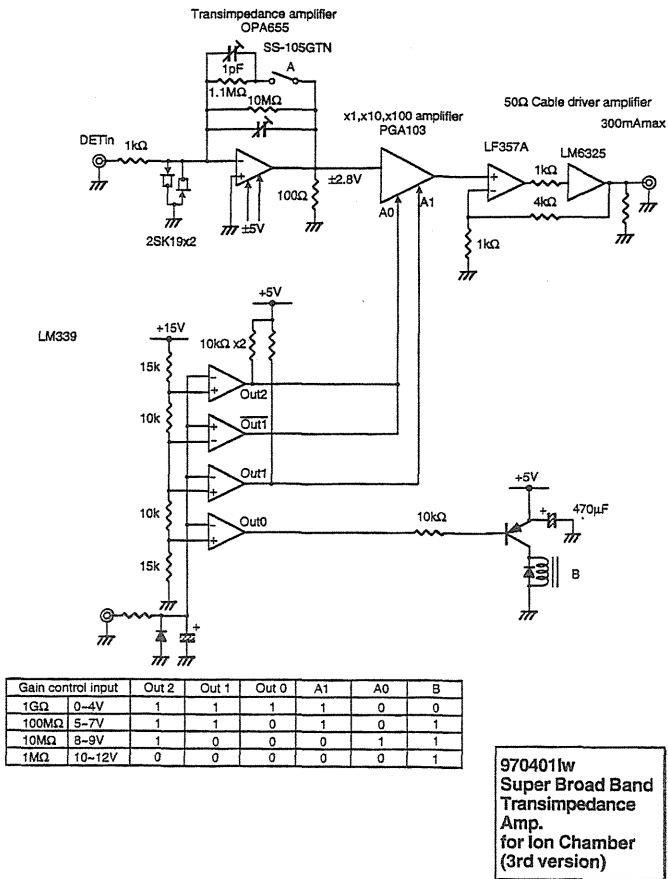 Transimpedance amplifier
OPA655
SS-105GTN
A
1pF
1.1MΩ
10MΩ
x1,x10,x100 amplifier
PGA103
50Ω Cable driver amplifier
300mAmax
DETin
1kΩ
LF357A
LM6325
1kΩ
±2.8V
100Ω
A0
A1
4kΩ
±5V
1kΩ
2SK19x2
+5V
LM339
+15V
10kΩ x2
15k
Out2
10k
Out1
Out1
+5V
10k
Out0
10kΩ
470μF
15k
B
Gain control input Out 2 Out 1 Out 0 A1 A0 B
1GΩ 0~4V 1 1 1 1 0 0
100MΩ 5~7V 1 1 0 1 0 1
10MΩ 8~9V 1 0 0 0 1 1
1MΩ 10~12V 0 0 0 0 0 1
970401lw
Super Broad Band
Transimpedance
Amp.
for Ion Chamber
(3rd version)